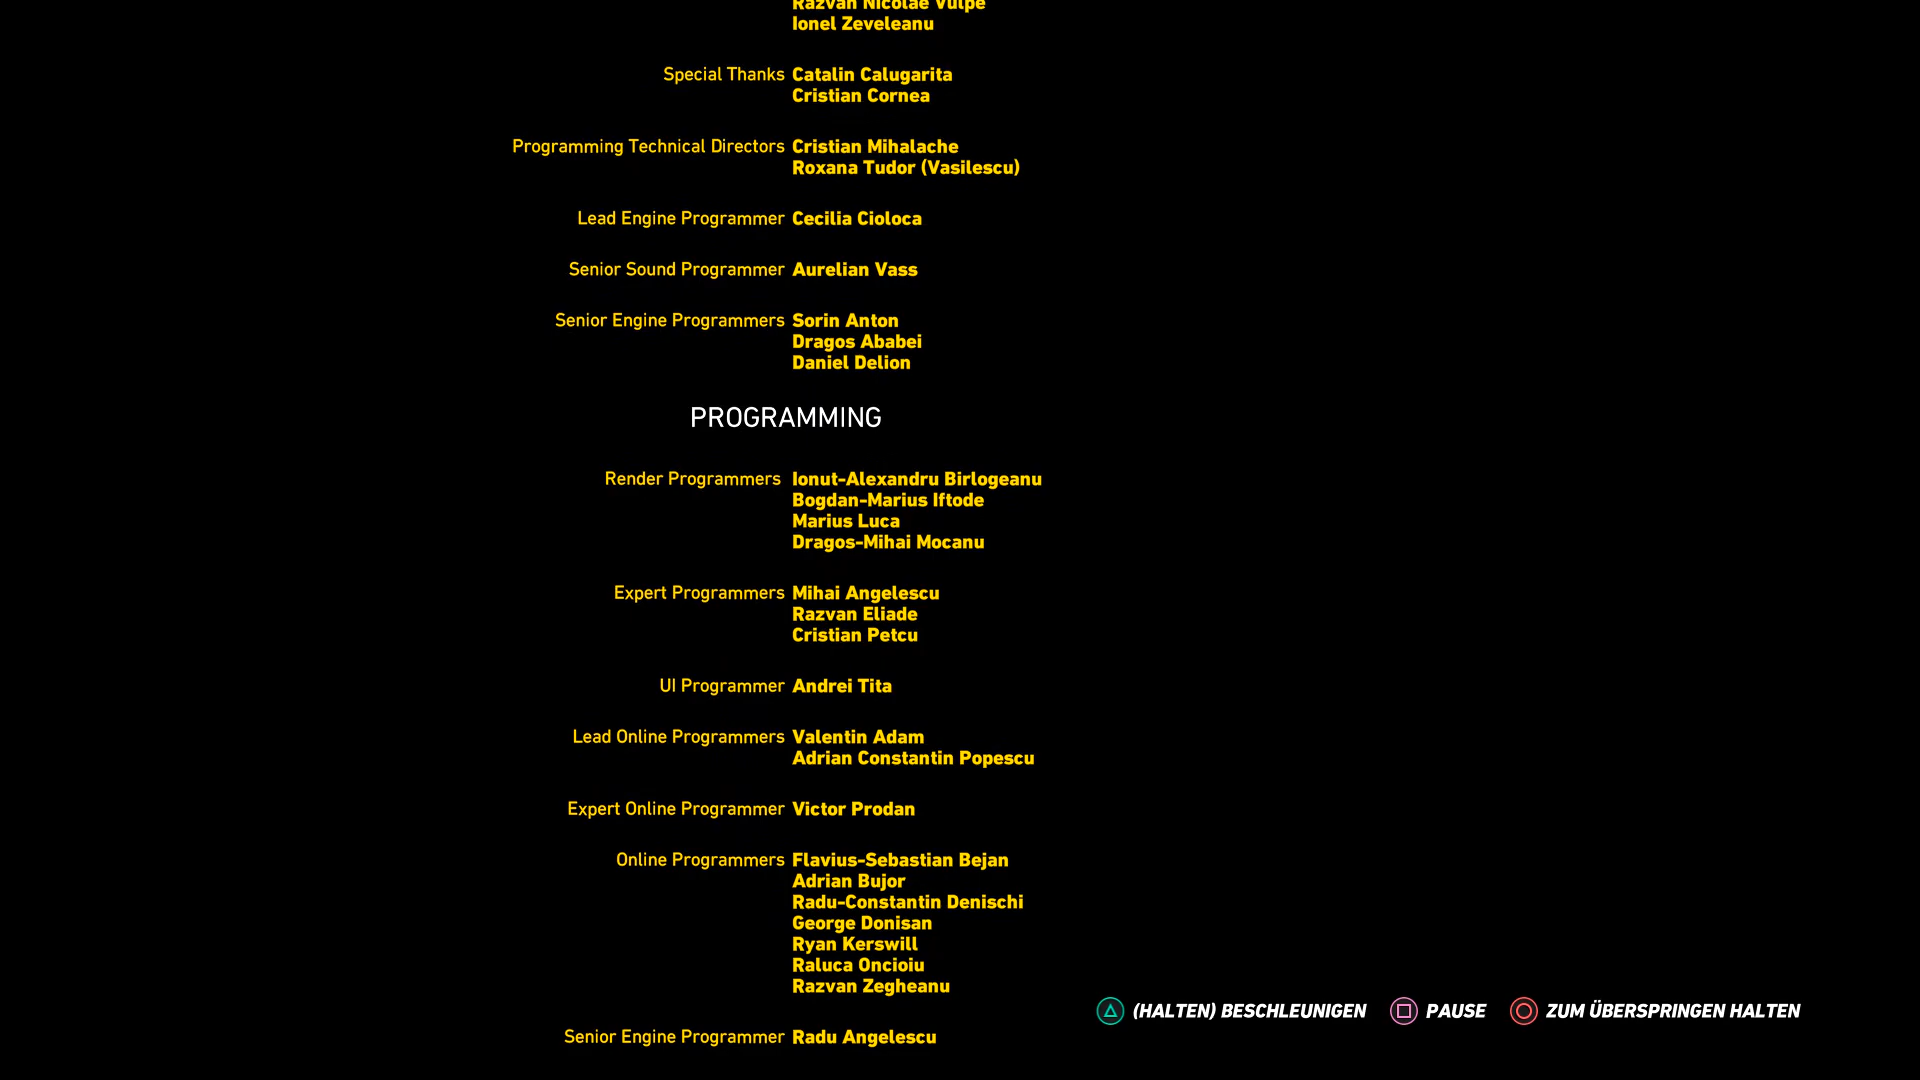 Razvan Nicolae Vulpe
Ionel Zeveleanu
Special Thanks Catalin Calugarita
Cristian Cornea
Programming Technical Directors Cristian Mihalache
Roxana Tudor (Vasilescu)
Lead Engine Programmer Cecilia Cioloca
Senior Sound Programmer Aurelian Vass
Senior Engine Programmers Sorin Anton
Dragos Ababei
Daniel Delion
PROGRAMMING
Render Programmers Ionut-Alexandru Birlogeanu
Bogdan-Marius Iftode
Marius Luca
Dragos-Mihai Mocanu
Expert Programmers Mihai Angelescu
Razvan Eliade
Cristian Petcu
UI Programmer Andrei Tita
Lead Online Programmers Valentin Adam
Adrian Constantin Popescu
Expert Online Programmer Victor Prodan
Online Programmers Flavius-Sebastian Bejan
Adrian Bujor
Radu-Constantin Denischi
George Donisan
Ryan Kerswill
Raluca Oncioiu
Razvan Zegheanu
(HALTEN) BESCHLEUNIGEN PAUSE ZUM ÜBERSPRINGEN HALTEN
Senior Engine Programmer Radu Angelescu